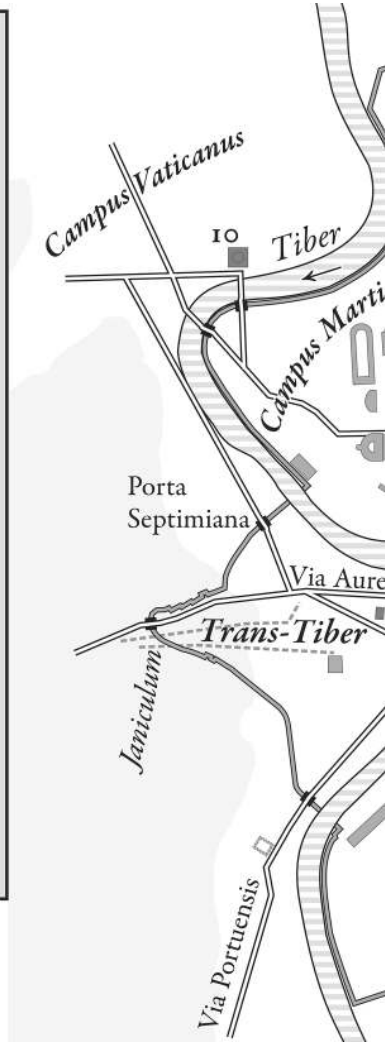 Campus Vaticanus
10
Tiber
Campus Marti
Porta
Septimiana
Via Aure
Trans-Tiber
Janiculum
Via Portuensis